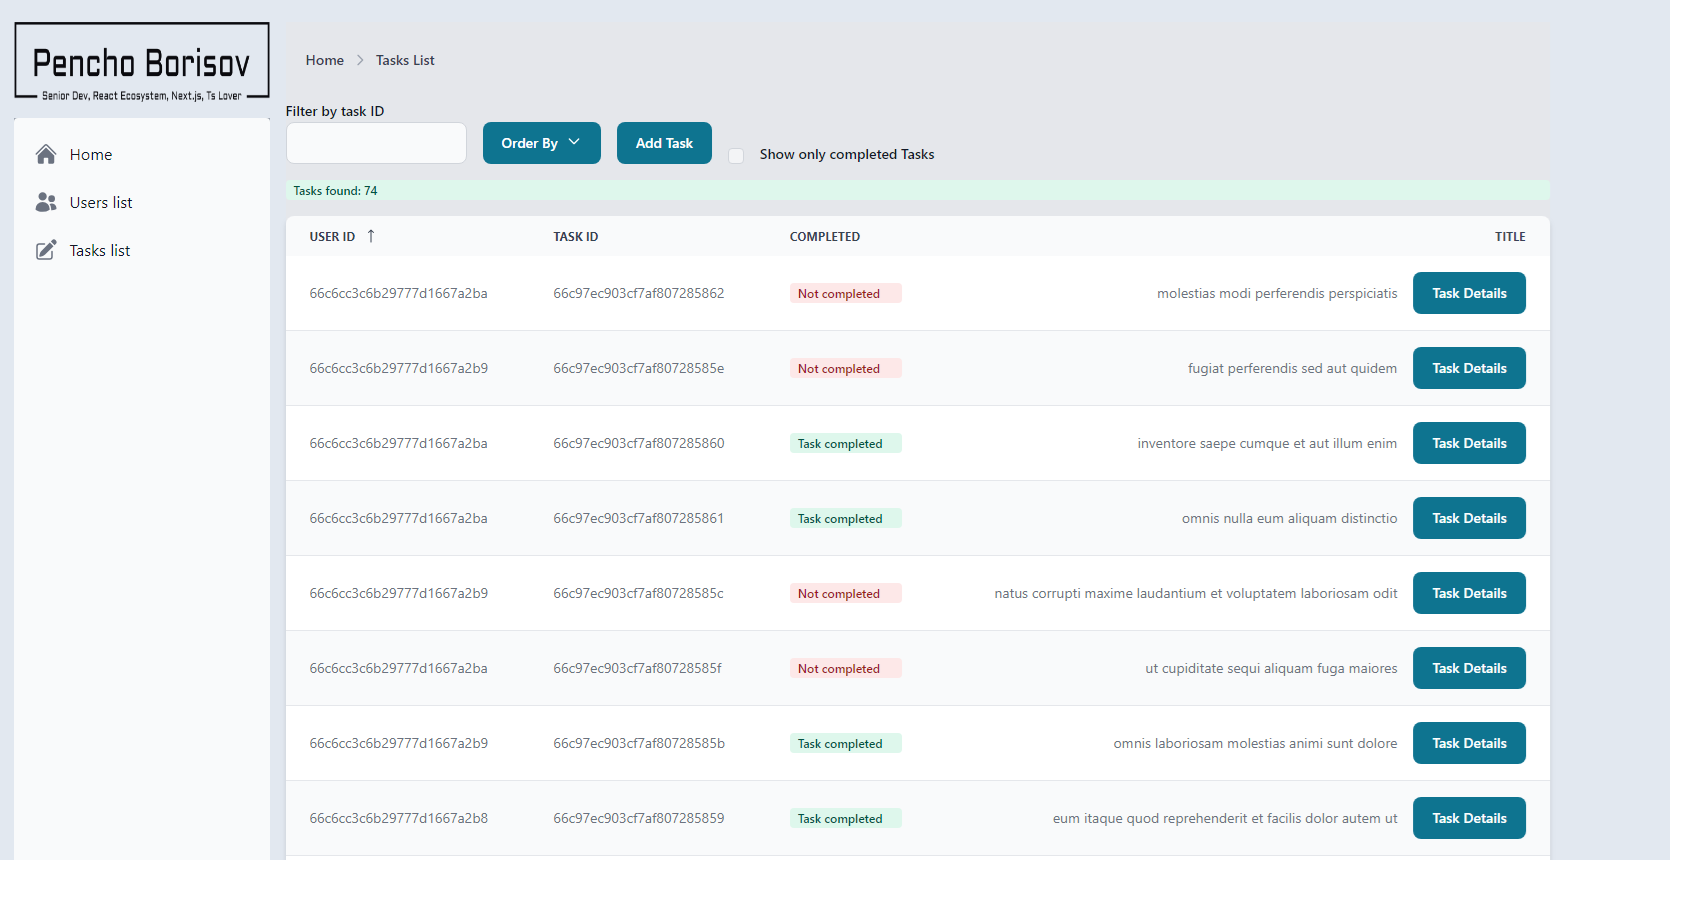 Pencho Borisov
Senior Dev, React Ecosystem, Next.js, Ts Lover
Home
Users list
Tasks list
Home Tasks List
Filter by task ID
Order By Add Task Show only completed Tasks
Tasks found: 74
USER ID ↑ TASK ID COMPLETED TITLE
66c6cc3c6b29777d1667a2ba 66c97ec903cf7af807285862 Not completed molestias modi perferendis perspiciatis Task Details
66c6cc3c6b29777d1667a2b9 66c97ec903cf7af80728585e Not completed fugiat perferendis sed aut quidem Task Details
66c6cc3c6b29777d1667a2ba 66c97ec903cf7af807285860 Task completed inventore saepe cumque et aut illum enim Task Details
66c6cc3c6b29777d1667a2ba 66c97ec903cf7af807285861 Task completed omnis nulla eum aliquam distinctio Task Details
66c6cc3c6b29777d1667a2b9 66c97ec903cf7af80728585c Not completed natus corrupti maxime laudantium et voluptatem laboriosam odit Task Details
66c6cc3c6b29777d1667a2ba 66c97ec903cf7af80728585f Not completed ut cupiditate sequi aliquam fuga maiores Task Details
66c6cc3c6b29777d1667a2b9 66c97ec903cf7af80728585b Task completed omnis laboriosam molestias animi sunt dolore Task Details
66c6cc3c6b29777d1667a2b8 66c97ec903cf7af807285859 Task completed eum itaque quod reprehenderit et facilis dolor autem ut Task Details